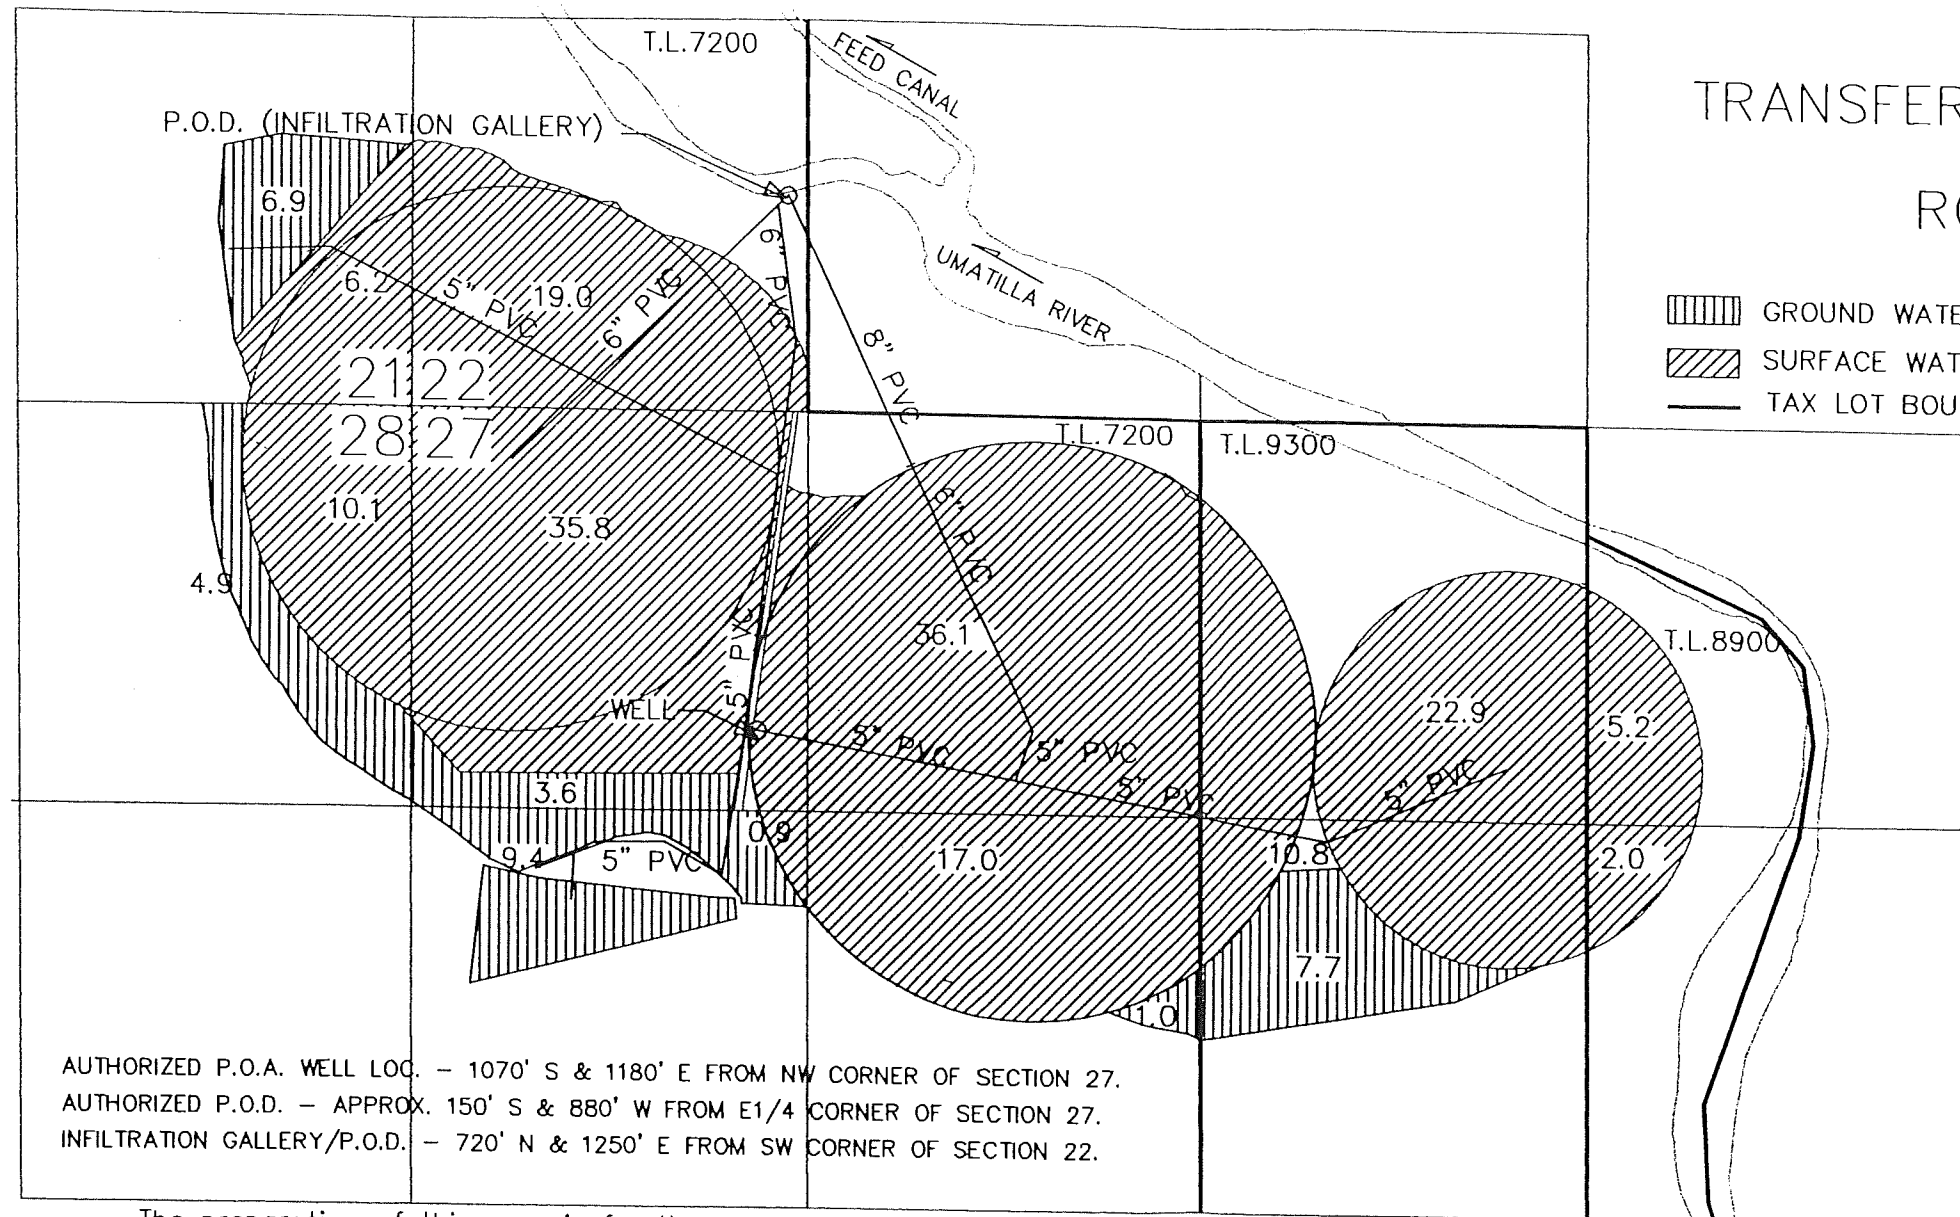 T.L.7200
FEED CANAL
TRANSFER
P.O.D. (INFILTRATION GALLERY)
6.9
6" PVC
UMATILLA RIVER
6.2
5" PVC
19.0
6" PVC
8" PVC
GROUND WATE
SURFACE WAT
TAX LOT BOU
21 22
28 27
T.L.7200
T.L.9300
10.1
35.8
6" PVC
4.9
36.1
5" PVC
T.L.8900
WELL
22.9
5.2
5" PVC
5" PVC
5" PVC
5" PVC
3.6
0.9
9.4
5" PVC
17.0
10.8
2.0
7.7
1.0
AUTHORIZED P.O.A. WELL LOC. - 1070' S & 1180' E FROM NW CORNER OF SECTION 27.
AUTHORIZED P.O.D. - APPROX. 150' S & 880' W FROM E1/4 CORNER OF SECTION 27.
INFILTRATION GALLERY/P.O.D. - 720' N & 1250' E FROM SW CORNER OF SECTION 22.